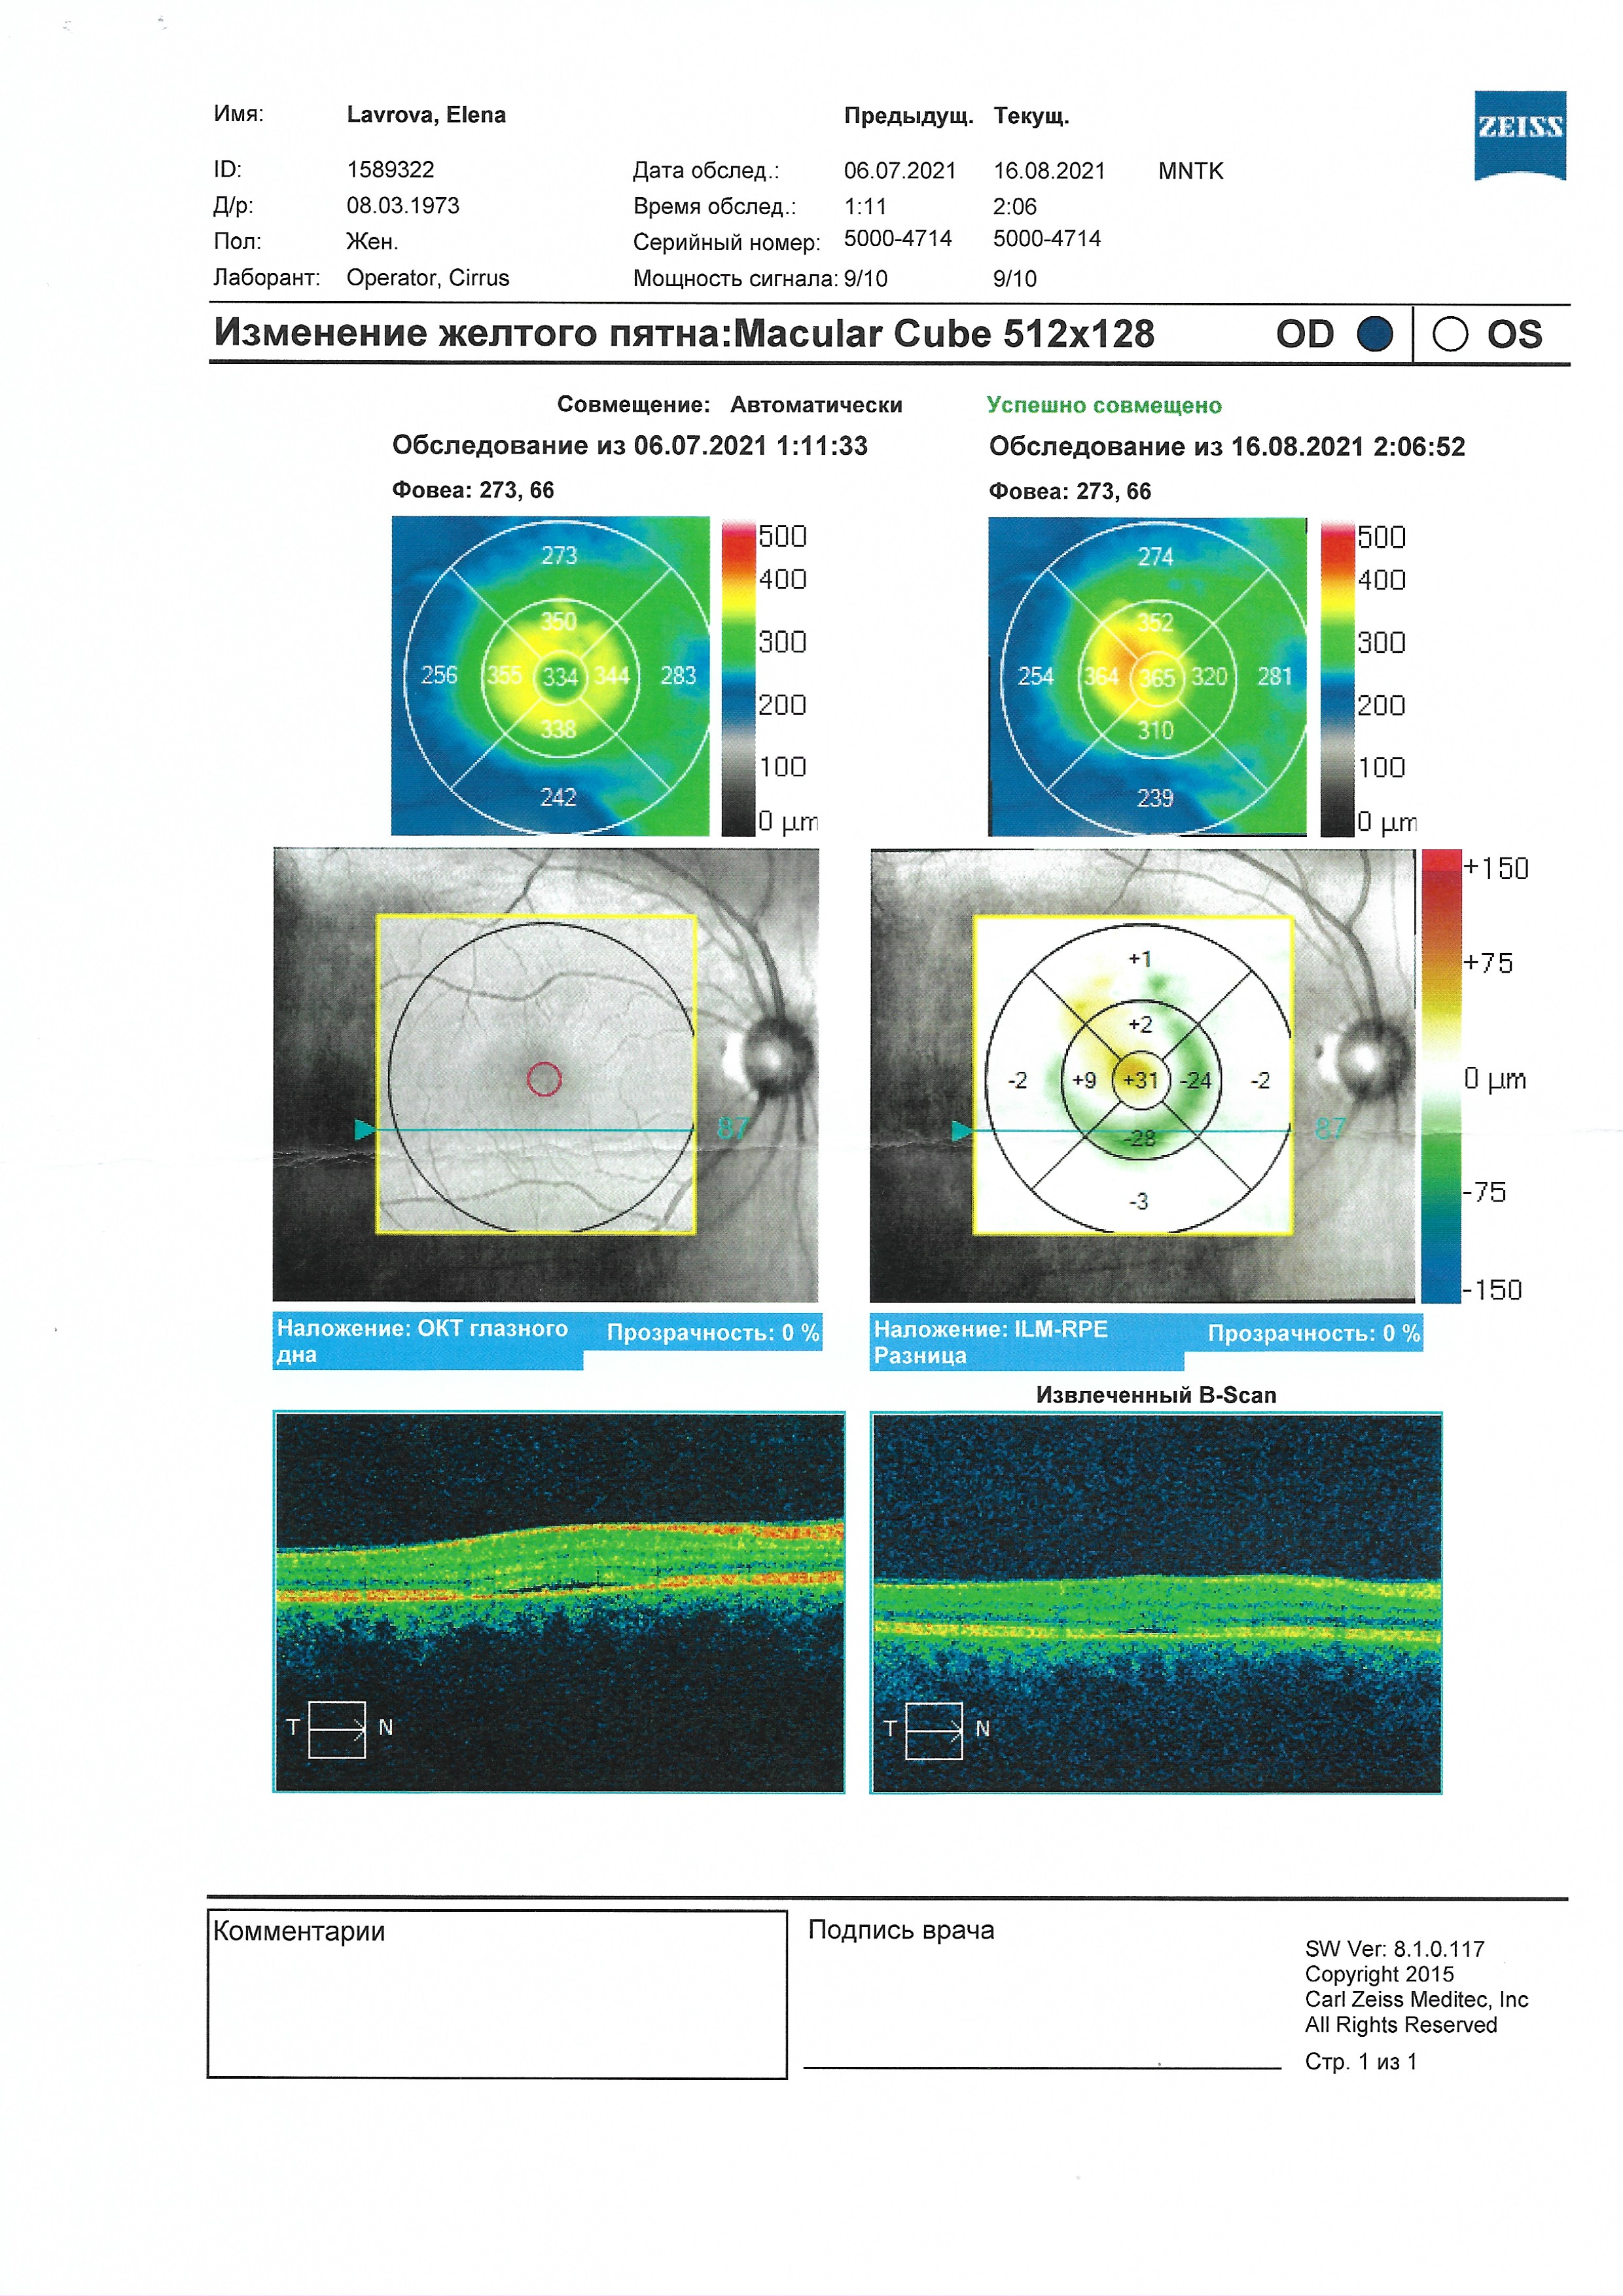 Имя: Lavrova, Elena Предыдущ. Текущ.
ZEISS
ID: 1589322 Дата обслед.: 06.07.2021 16.08.2021 MNTK
Д/р: 08.03.1973 Время обслед.: 1:11 2:06
Пол: Жен. Серийный номер: 5000-4714 5000-4714
Лаборант: Operator, Cirrus Мощность сигнала: 9/10 9/10
Изменение желтого пятна:Macular Cube 512x128 OD OS
Совмещение: Автоматически Успешно совмещено
Обследование из 06.07.2021 1:11:33 Обследование из 16.08.2021 2:06:52
Фовеа: 273, 66 Фовеа: 273, 66
273
350
256 355 334 344 283
338
242
500
400
300
200
100
0 µm
274
352
254 364 365 320 281
310
239
500
400
300
200
100
0 µm
87
+1
+2
-2 +9 +31 -24 -2
-28
-3
87
+150
+75
0 µm
-75
-150
Наложение: ОКТ глазного дна Прозрачность: 0 %
Наложение: ILM-RPE Разница Прозрачность: 0 %
Извлеченный B-Scan
T N
T N
Комментарии
Подпись врача
SW Ver: 8.1.0.117
Copyright 2015
Carl Zeiss Meditec, Inc
All Rights Reserved
Стр. 1 из 1